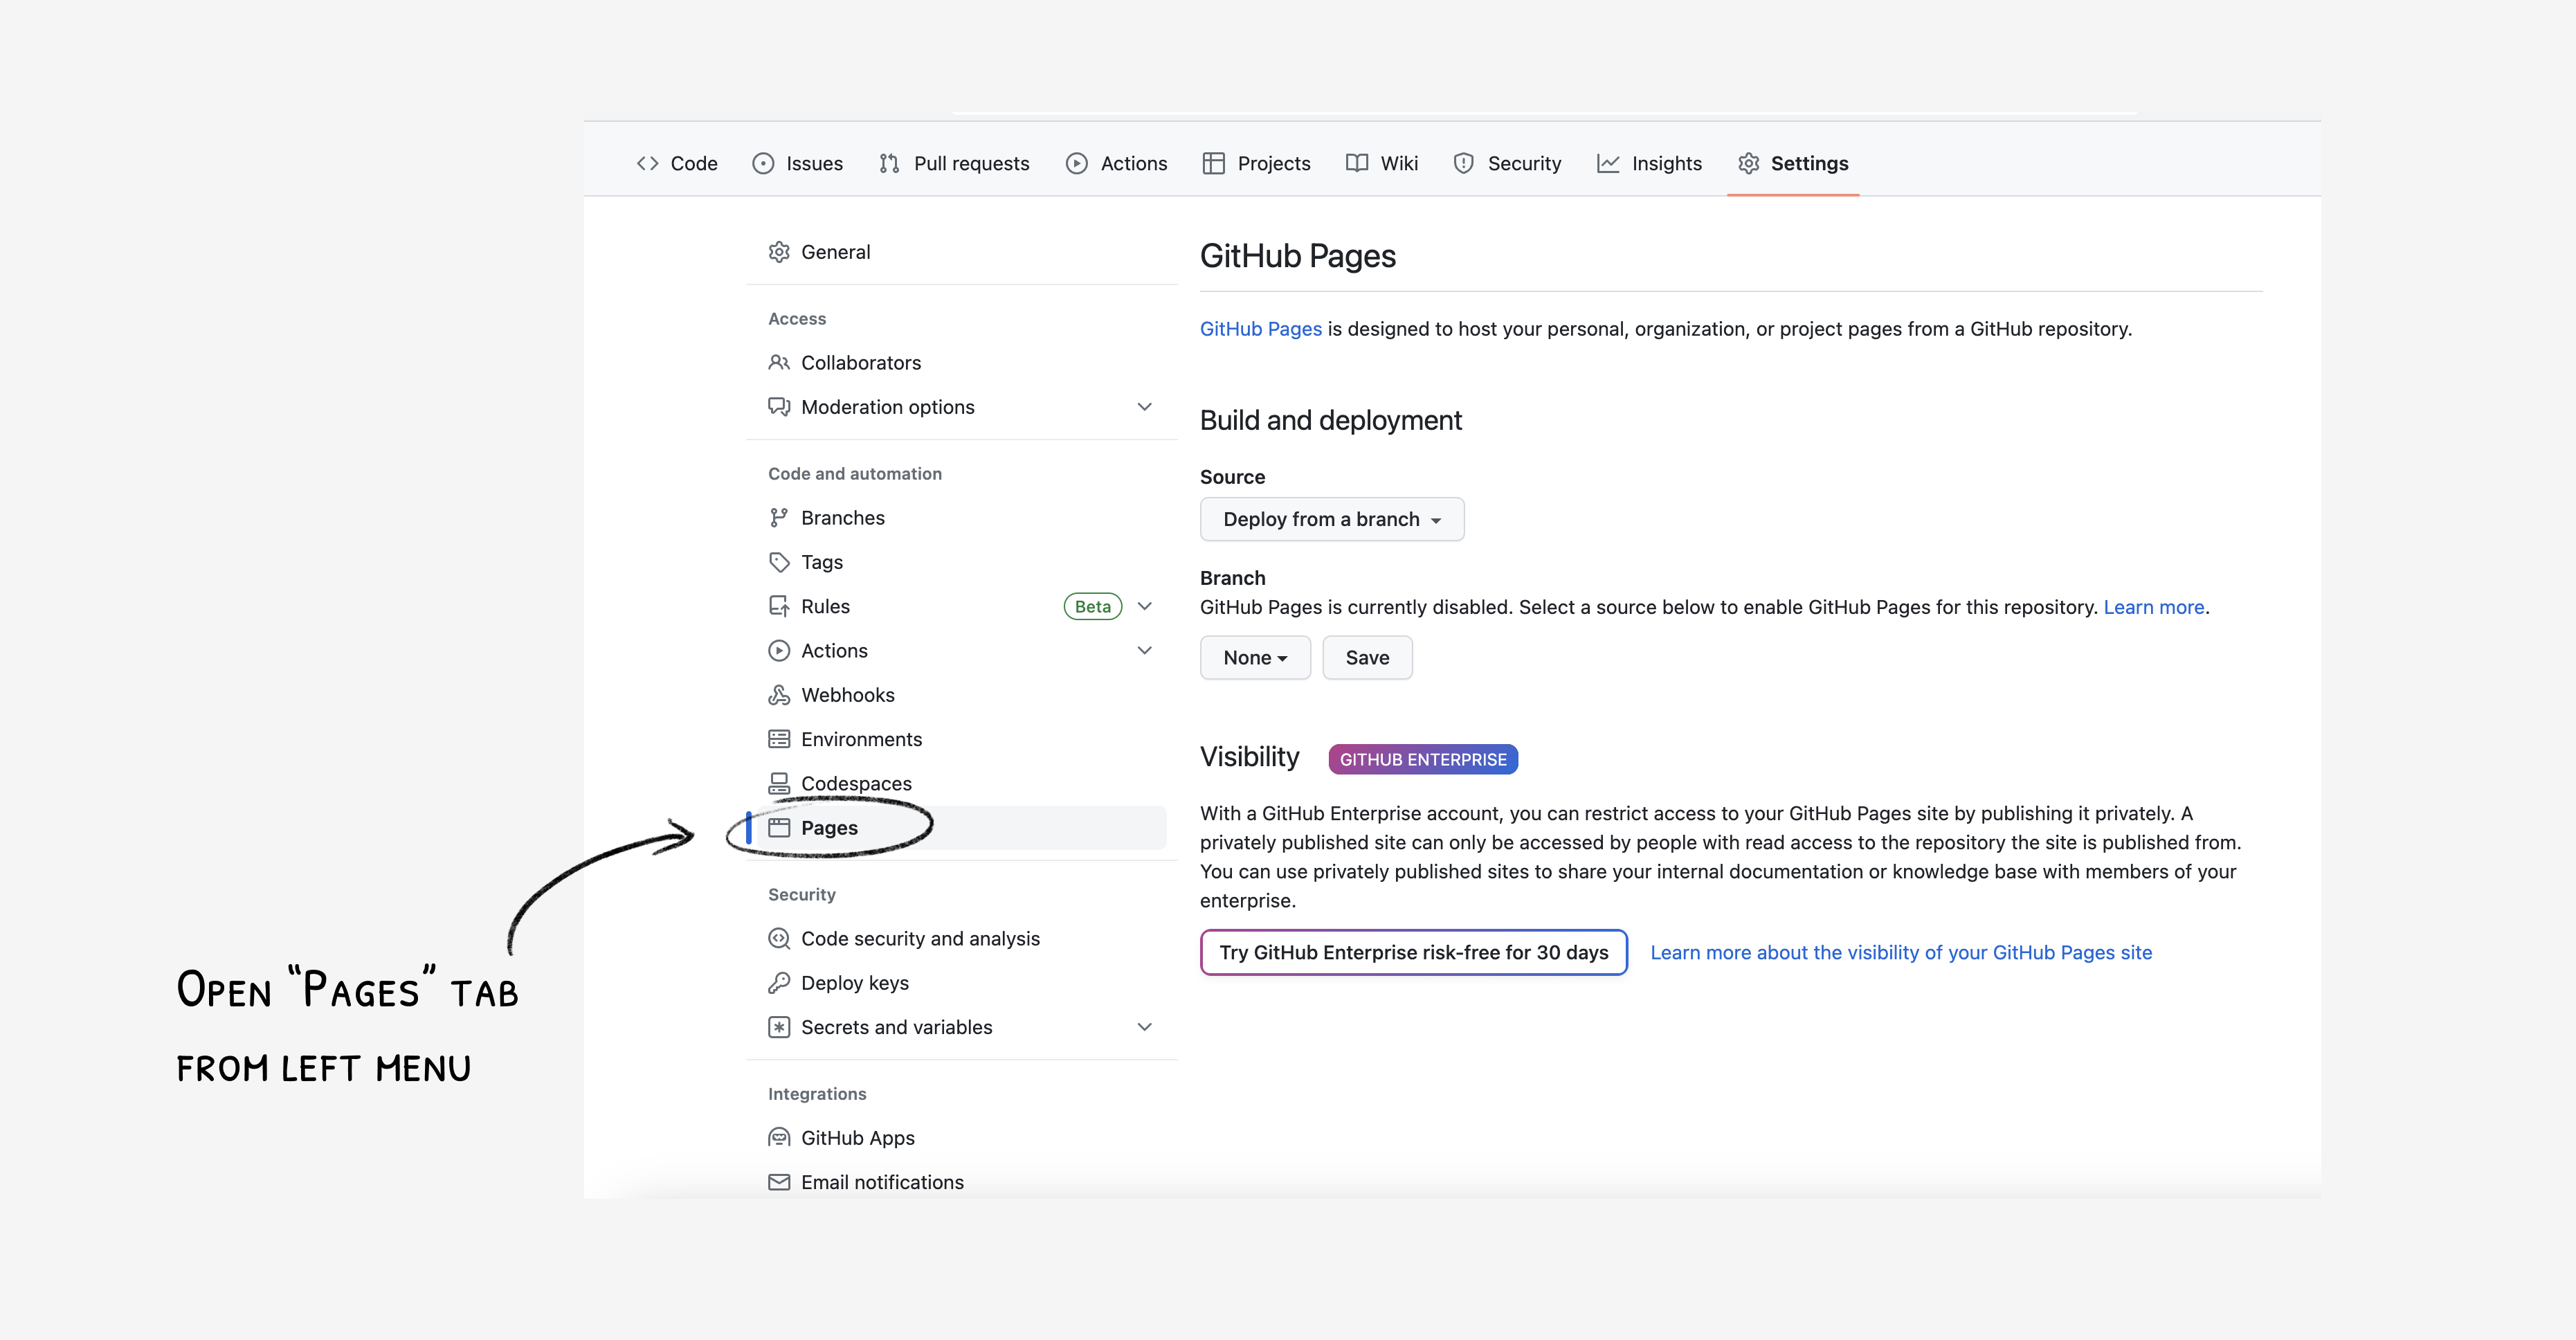 Code Issues Pull requests Actions Projects Wiki Security Insights Settings
General
Access
Collaborators
Moderation options
Code and automation
Branches
Tags
Rules Beta
Actions
Webhooks
Environments
Codespaces
Pages
Security
Code security and analysis
Deploy keys
Secrets and variables
Integrations
GitHub Apps
Email notifications
GitHub Pages
GitHub Pages is designed to host your personal, organization, or project pages from a GitHub repository.
Build and deployment
Source
Deploy from a branch
Branch
GitHub Pages is currently disabled. Select a source below to enable GitHub Pages for this repository. Learn more.
None Save
Visibility GITHUB ENTERPRISE
With a GitHub Enterprise account, you can restrict access to your GitHub Pages site by publishing it privately. A
privately published site can only be accessed by people with read access to the repository the site is published from.
You can use privately published sites to share your internal documentation or knowledge base with members of your
enterprise.
Try GitHub Enterprise risk-free for 30 days Learn more about the visibility of your GitHub Pages site
Open “Pages” tab
from left menu